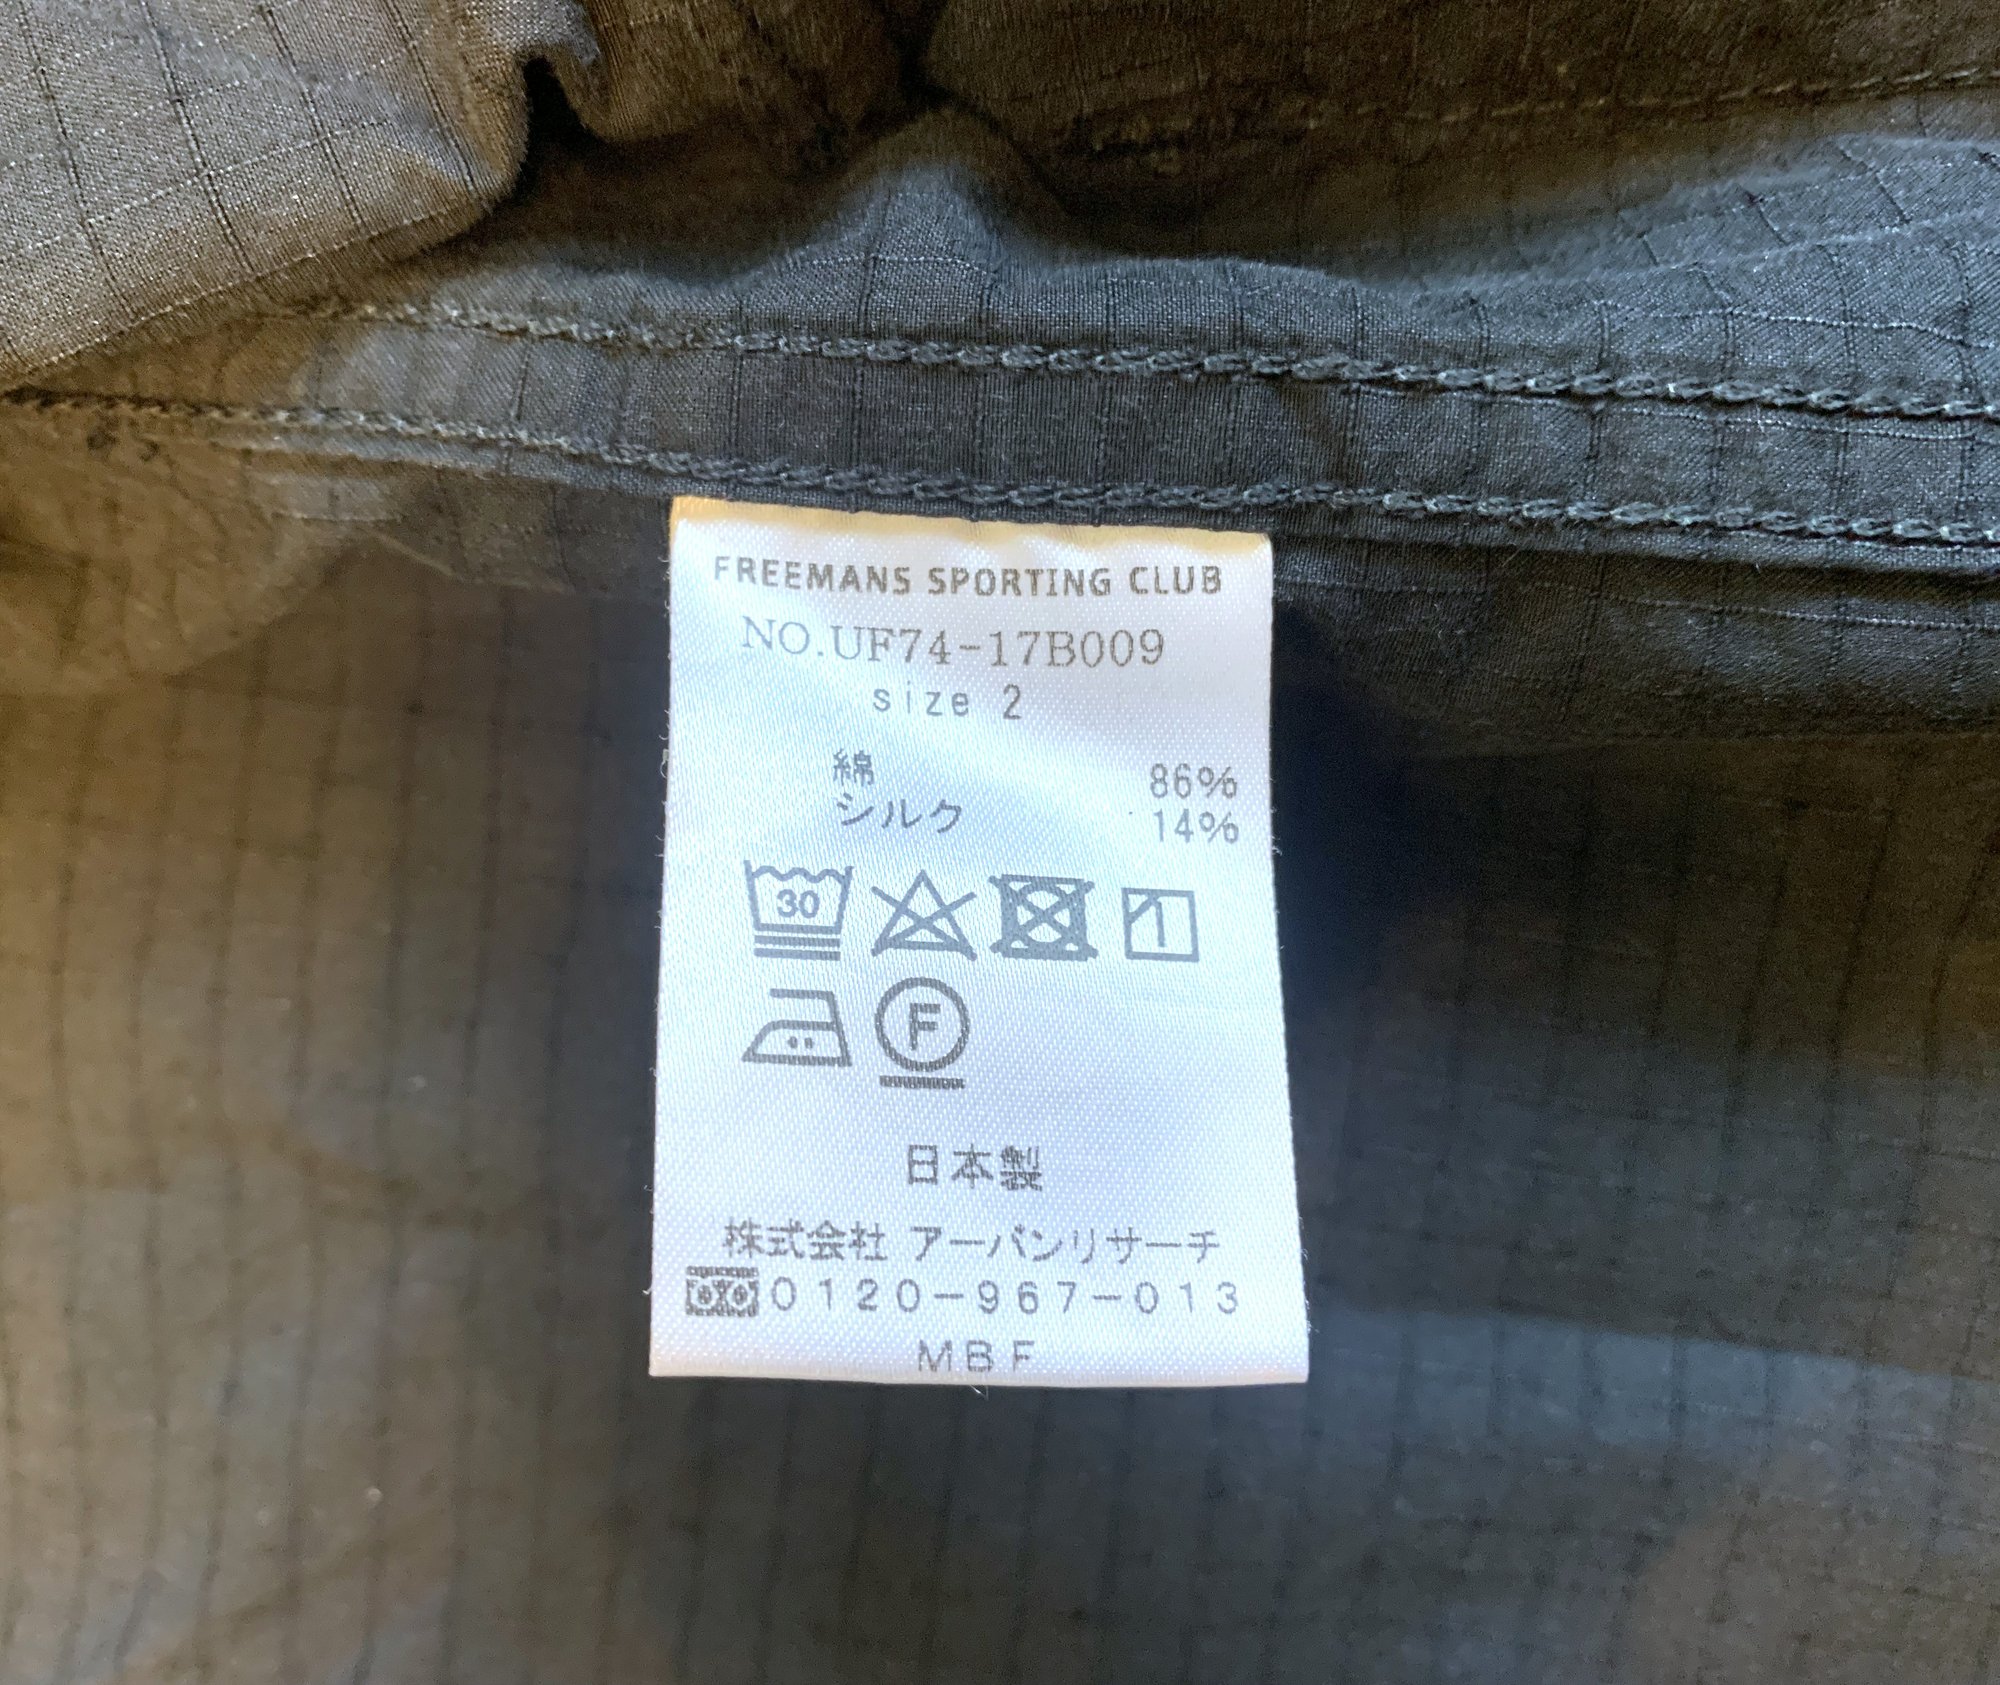 FREEMANS SPORTING CLUB
NO.UF74-17B009
size 2
綿 86%
シルク 14%
30
F
日本製
株式会社 アーバンリサーチ
0120-967-013
MBF